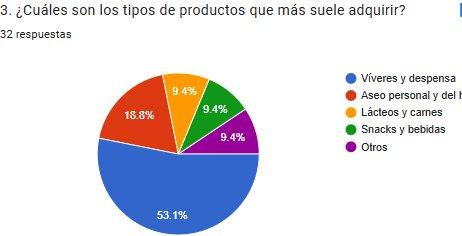 3. ¿Cuáles son los tipos de productos que más suele adquirir?
32 respuestas
Víveres y despensa
Aseo personal y del h
Lácteos y carnes
Snacks y bebidas
Otros
9.4%
9.4%
18.8%
9.4%
53.1%